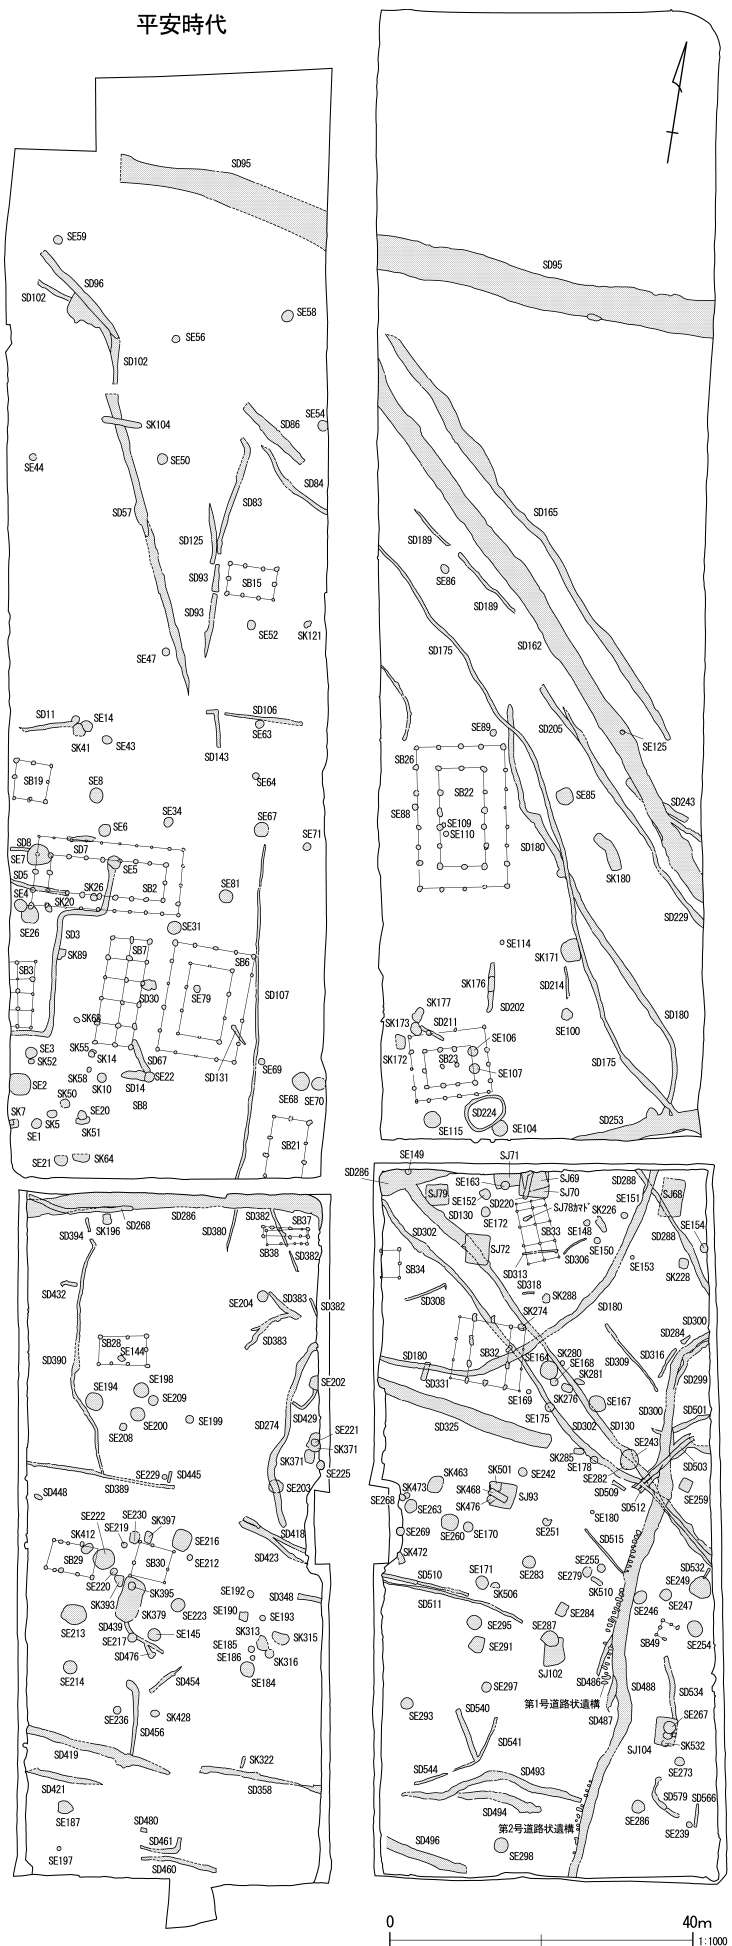 平安時代
SD95
SE59
SD96
SD102
SE58
SE56
SD102
SE54
SD86
SK104
SE50
SE44
SD84
SD83
SD57
SD125
SD93
SB15
SD93
SE52
SK121
SE47
SD11
SE14
SD106
SE63
SK41
SE43
SD143
SB19
SE64
SE8
SE34
SE6
SE67
SE71
SD8
SE7
SD7
SE5
SD5
SB2
SE4
SK26
SK20
SE81
SE26
SD3
SE31
SK89
SB7
SB6
SB3
SD30
SE79
SD107
SK68
SE3
SK55
SD67
SK52
SK14
SE69
SD131
SE2
SK58
SK10
SD14
SE22
SE68
SE70
SK50
SB8
SK7
SK5
SE20
SE1
SK51
SB21
SE21
SK64
SD95
SD165
SD189
SE86
SD189
SD175
SD162
SD205
SE89
SE125
SB26
SB22
SE85
SD243
SE88
SE109
SE110
SD180
SK180
SD229
SE114
SK171
SK176
SD214
SD202
SK177
SE100
SD180
SK173
SD211
SE106
SK172
SB23
SD175
SE107
SD224
SD253
SE115
SE104
SD286
SD268
SD286
SD382
SB37
SK196
SD394
SD380
SB38
SD382
SD432
SE204
SD383
SD382
SD383
SB28
SE144
SD390
SE198
SE202
SE194
SE209
SD429
SE200
SE199
SD274
SE208
SE221
SK371
SK371
SE229
SD445
SE225
SD389
SE203
SD448
SE222
SE230
SK397
SE219
SE216
SD418
SK412
SD423
SB29
SB30
SE212
SE220
SK395
SE192
SD348
SK393
SK379
SE223
SE190
SE193
SE213
SD439
SE145
SK313
SK315
SE217
SE185
SD476
SE186
SK316
SE214
SE184
SD454
SE236
SK428
SD456
SD419
SK322
SD421
SD358
SE187
SD480
SD461
SE197
SD460
SE149
SJ71
SD286
SE163
SJ69
SD288
SJ70
SJ79
SE152
SD220
SJ78カマド
SE151
SJ68
SD130
SK226
SE172
SB33
SE148
SE154
SD302
SD288
SE150
SJ72
SD306
SE153
SD313
SK228
SB34
SD318
SD308
SK288
SD180
SK274
SD300
SD284
SB32
SK280
SD180
SE164
SE168
SD309
SD316
SK281
SD299
SD331
SE169
SK276
SE167
SD300
SD501
SD325
SE175
SD302
SD130
SE243
SK285
SK463
SK501
SE242
SE178
SD503
SK473
SK468
SE282
SE268
SK476
SJ93
SD509
SE259
SE263
SD512
SE180
SE269
SE260
SE170
SE251
SD515
SK472
SE283
SE255
SD532
SD510
SE171
SE279
SE249
SK506
SK510
SD511
SE246
SE247
SE284
SE295
SE287
SB49
SE254
SE291
SJ102
SD486
SD488
SE297
SD534
第1号道路状遺構
SE293
SD540
SD487
SE267
SD541
SJ104
SK532
SE273
SD544
SD493
SD579
SD566
SD494
SE286
第2号道路状遺構
SE239
SD496
SE298
0
40m
1:1000